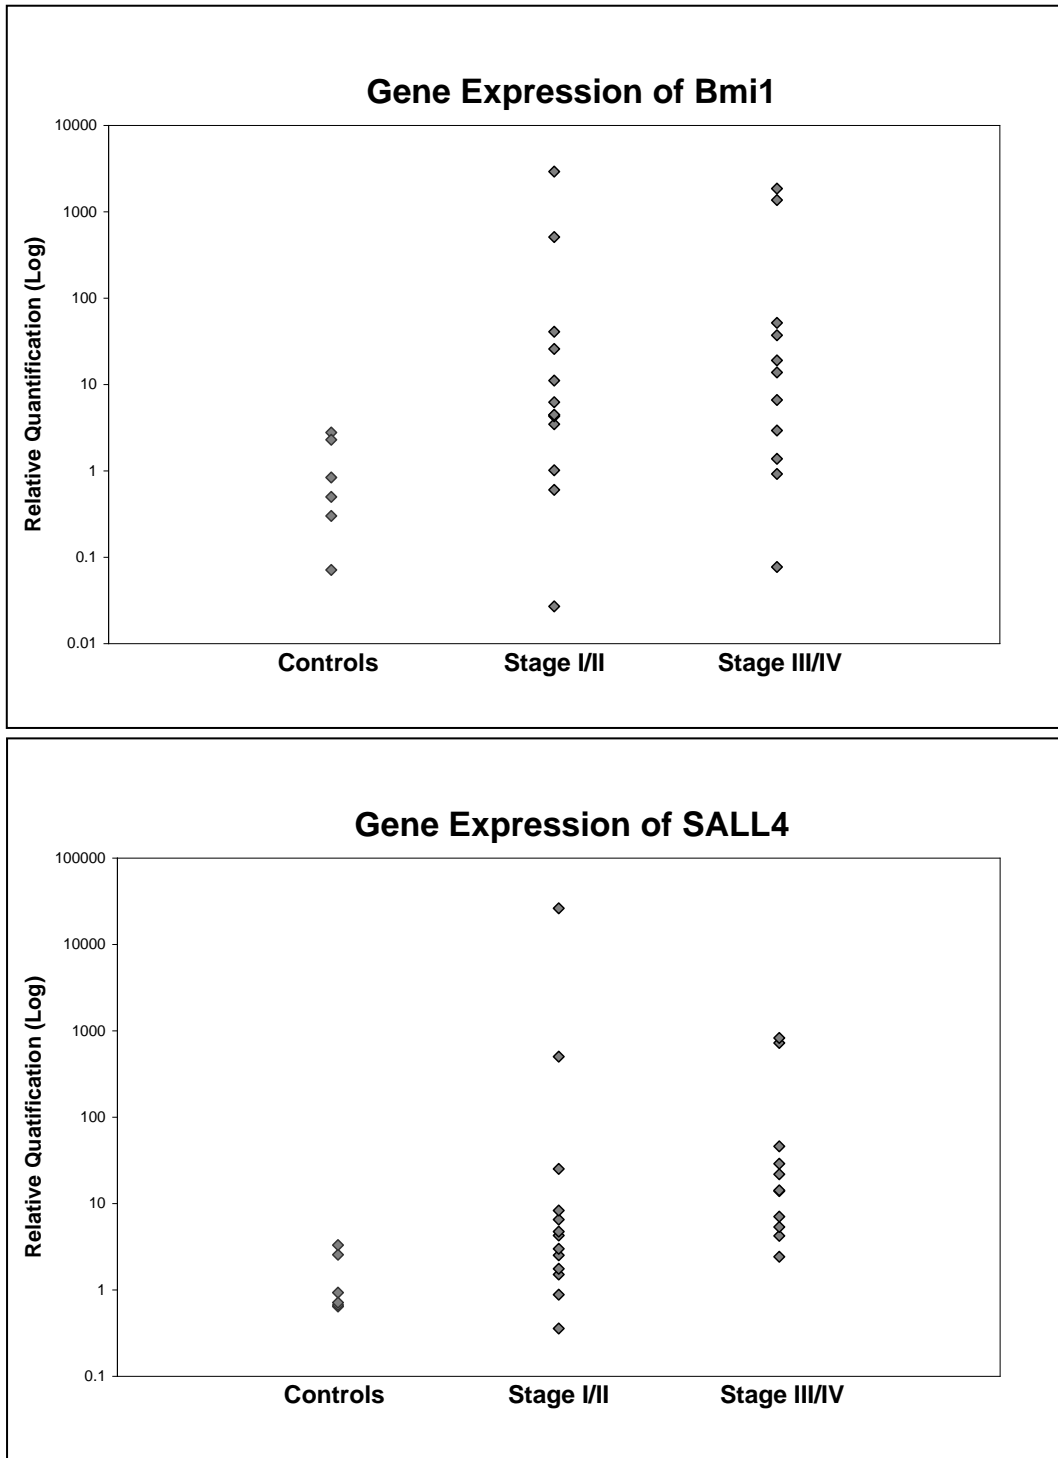 Gene Expression of Bmi1
10000
1000
100
10
1
0.1
0.01
Relative Quantification (Log)
Controls Stage I/II Stage III/IV
Gene Expression of SALL4
100000
10000
1000
100
10
1
0.1
Relative Quatification (Log)
Controls Stage I/II Stage III/IV